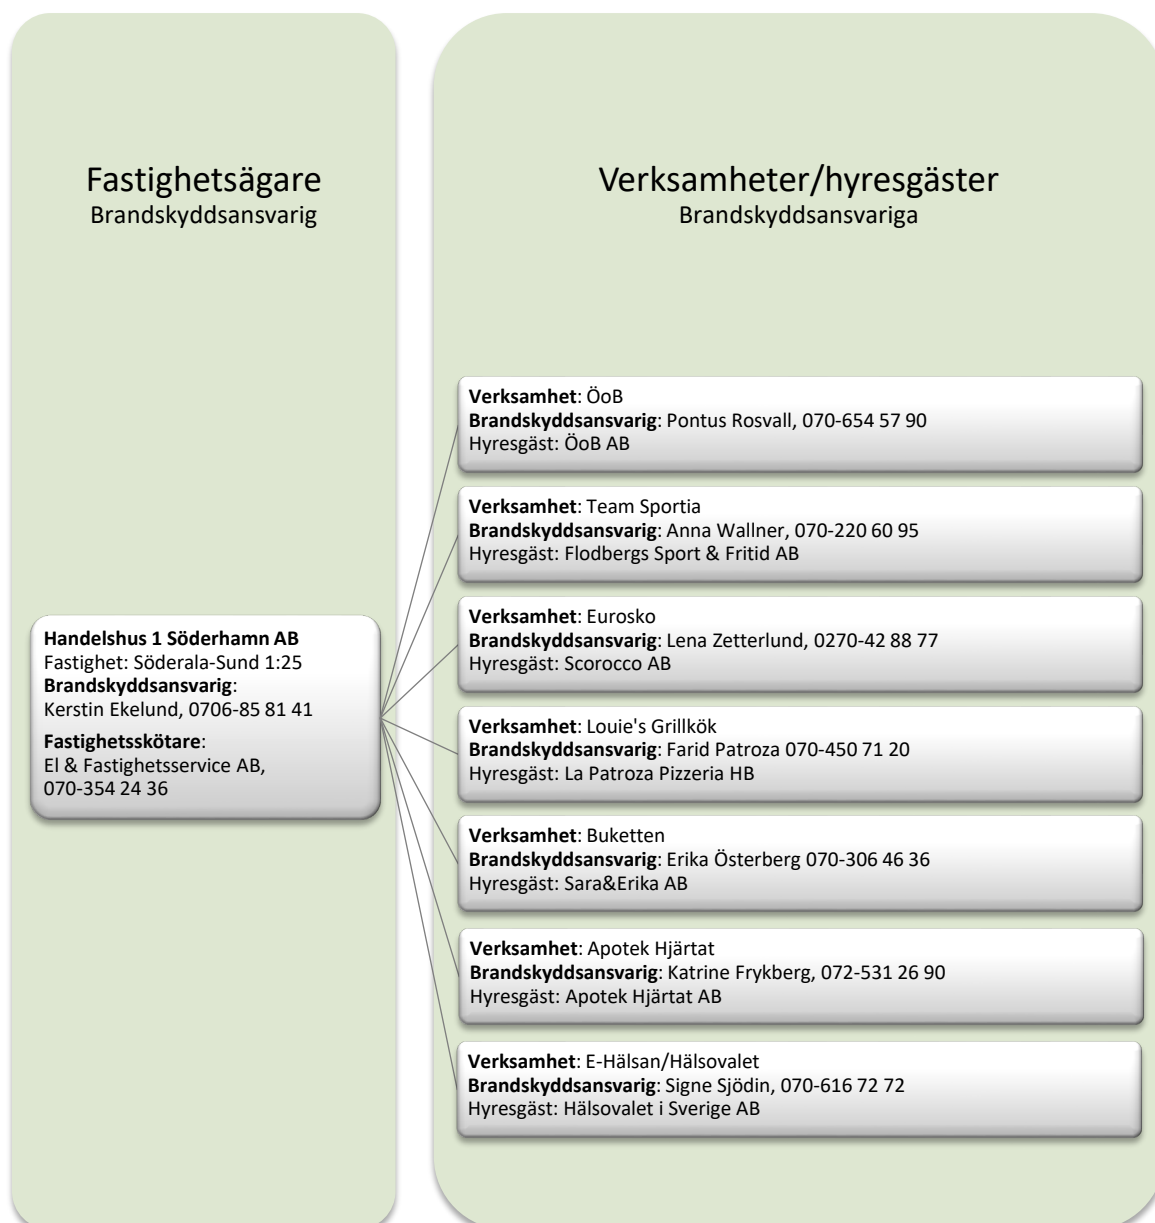 Fastighetsägare
Brandskyddsansvarig
Handelshus 1 Söderhamn AB
Fastighet: Söderala-Sund 1:25
Brandskyddsansvarig:
Kerstin Ekelund, 0706-85 81 41
Fastighetsskötare:
El & Fastighetsservice AB,
070-354 24 36
Verksamheter/hyresgäster
Brandskyddsansvariga
Verksamhet: ÖoB
Brandskyddsansvarig: Pontus Rosvall, 070-654 57 90
Hyresgäst: ÖoB AB
Verksamhet: Team Sportia
Brandskyddsansvarig: Anna Wallner, 070-220 60 95
Hyresgäst: Flodbergs Sport & Fritid AB
Verksamhet: Eurosko
Brandskyddsansvarig: Lena Zetterlund, 0270-42 88 77
Hyresgäst: Scorocco AB
Verksamhet: Louie's Grillkök
Brandskyddsansvarig: Farid Patroza 070-450 71 20
Hyresgäst: La Patroza Pizzeria HB
Verksamhet: Buketten
Brandskyddsansvarig: Erika Österberg 070-306 46 36
Hyresgäst: Sara&Erika AB
Verksamhet: Apotek Hjärtat
Brandskyddsansvarig: Katrine Frykberg, 072-531 26 90
Hyresgäst: Apotek Hjärtat AB
Verksamhet: E-Hälsan/Hälsovalet
Brandskyddsansvarig: Signe Sjödin, 070-616 72 72
Hyresgäst: Hälsovalet i Sverige AB